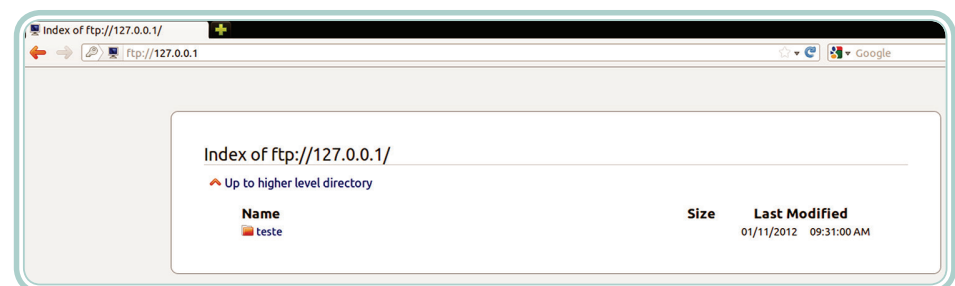 Index of ftp://127.0.0.1/
ftp://127.0.0.1 Google
Index of ftp://127.0.0.1/
Up to higher level directory
Name Size Last Modified
teste 01/11/2012 09:31:00 AM